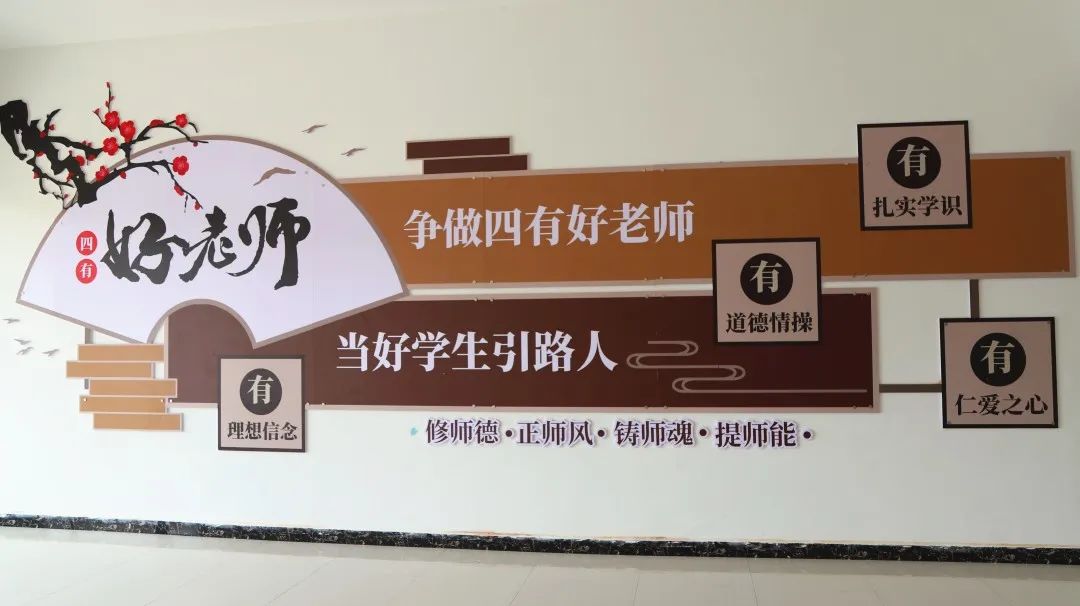 四有
好老师
争做四有好老师
当好学生引路人
有
理想信念
有
道德情操
有
扎实学识
有
仁爱之心
·修师德·正师风·铸师魂·提师能·